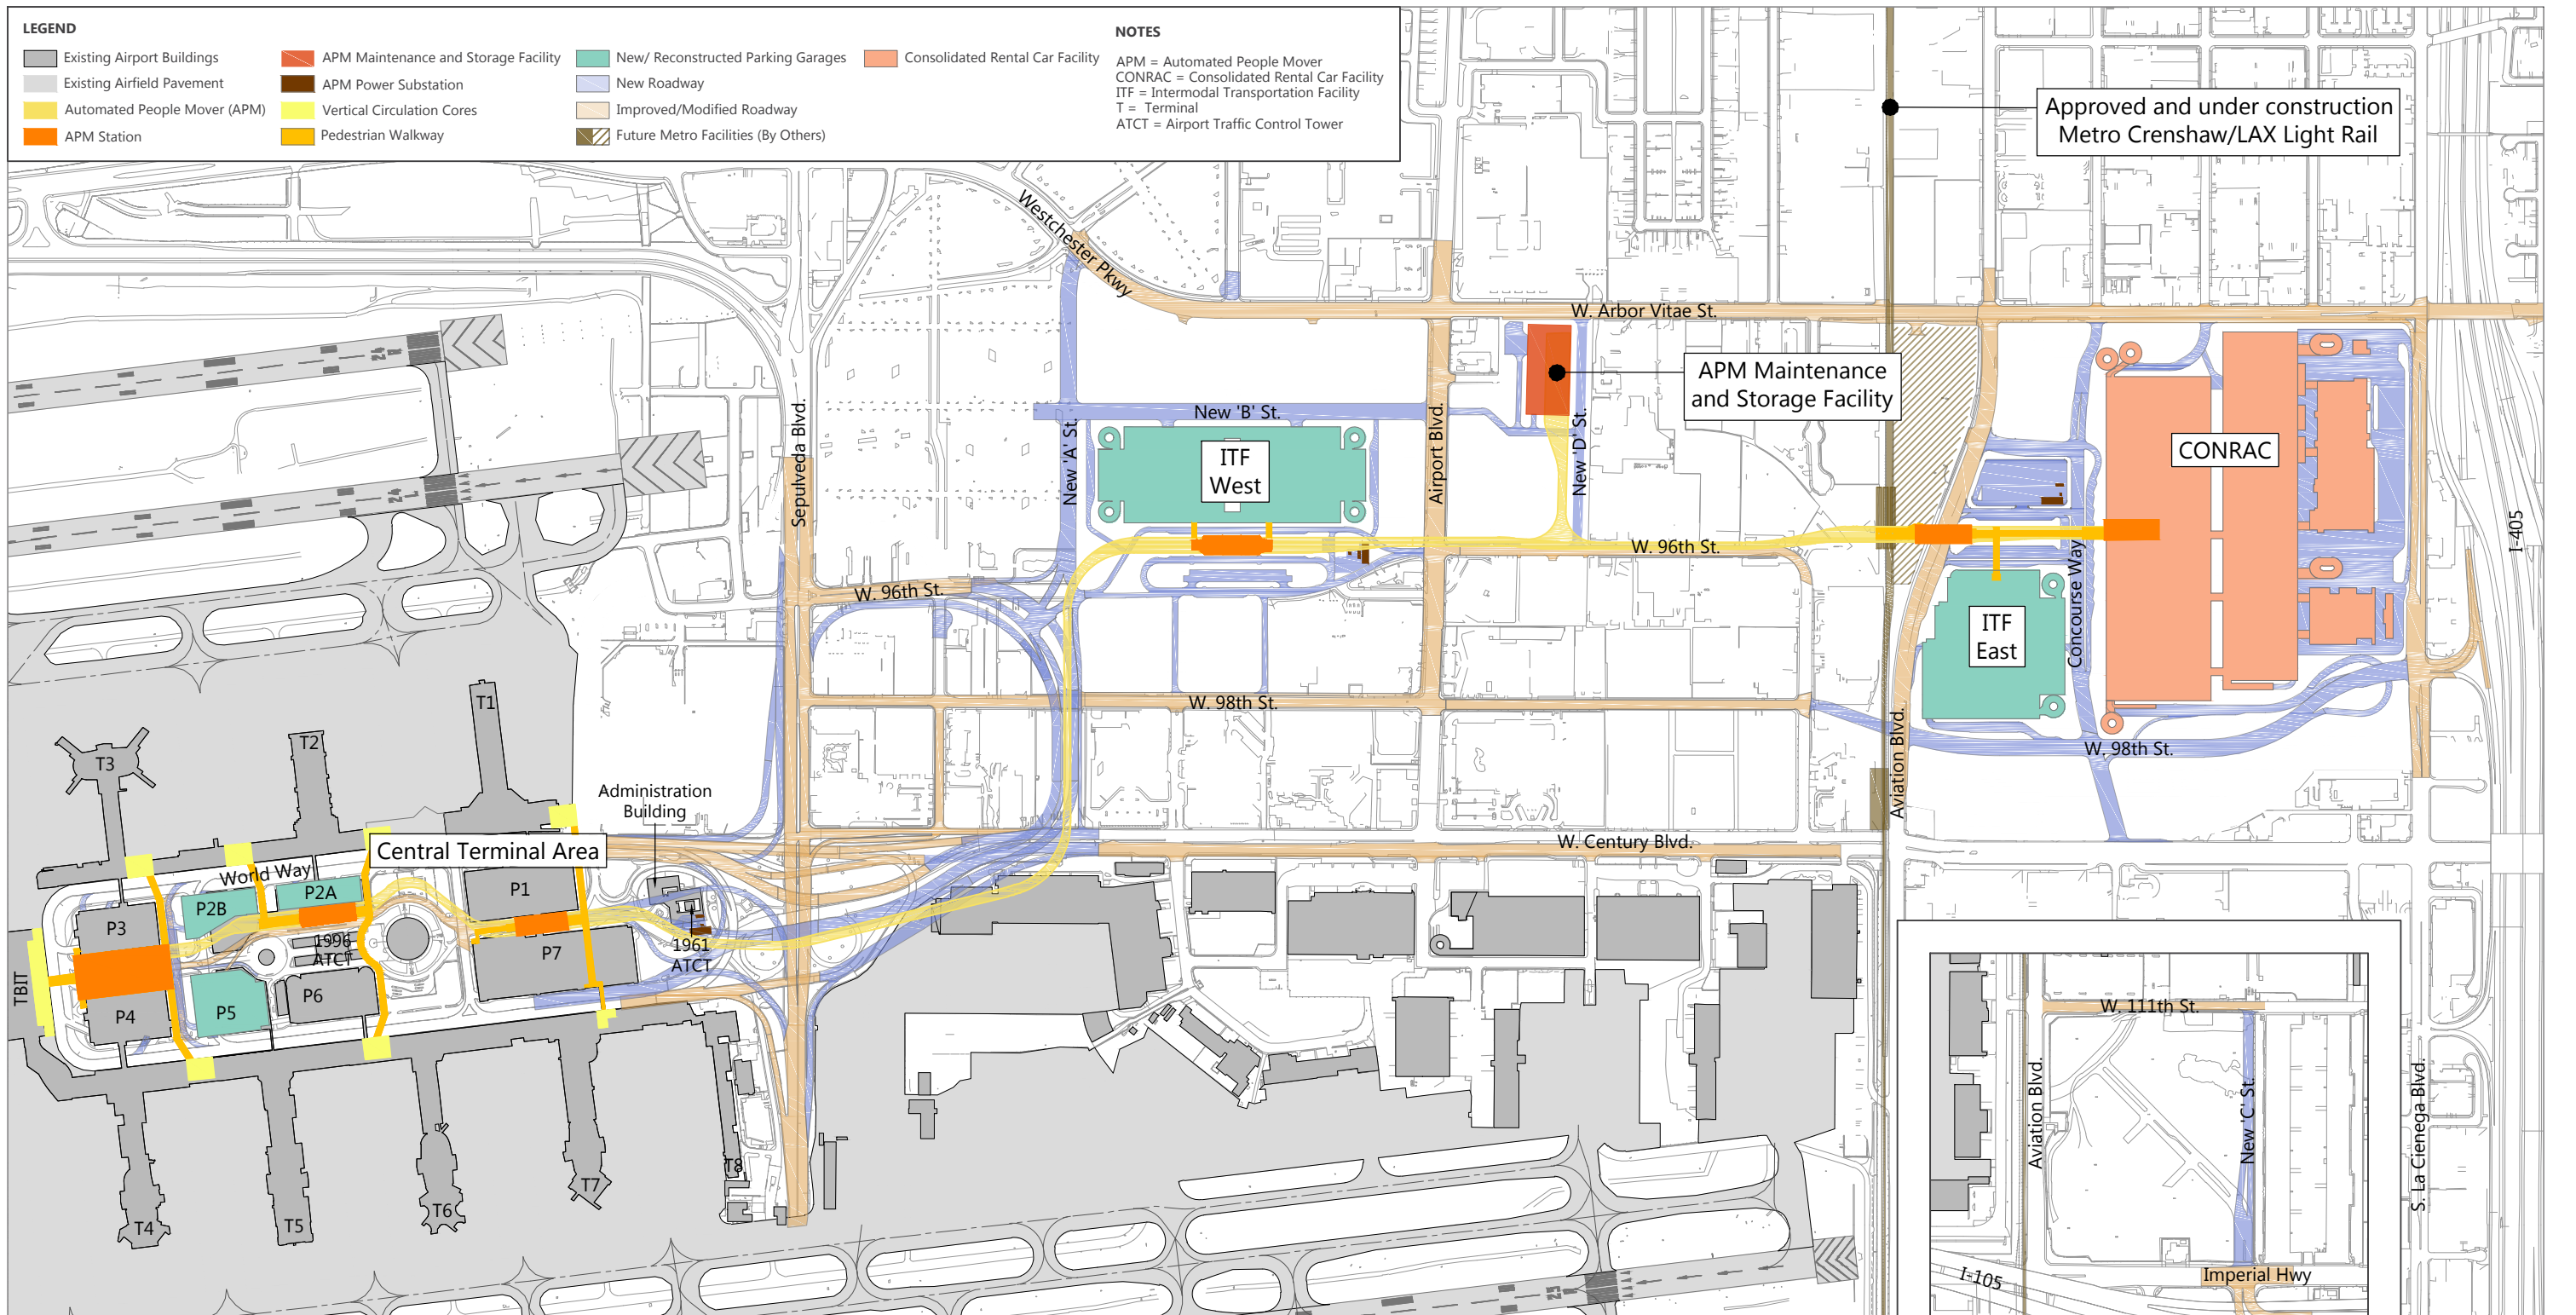 LEGEND
Existing Airport Buildings
Existing Airfield Pavement
Automated People Mover (APM)
APM Station
APM Maintenance and Storage Facility
APM Power Substation
Vertical Circulation Cores
Pedestrian Walkway
New/ Reconstructed Parking Garages
New Roadway
Improved/Modified Roadway
Future Metro Facilities (By Others)
Consolidated Rental Car Facility
NOTES
APM = Automated People Mover
CONRAC = Consolidated Rental Car Facility
ITF = Intermodal Transportation Facility
T = Terminal
ATCT = Airport Traffic Control Tower
Approved and under construction
Metro Crenshaw/LAX Light Rail
Westchester Pkwy
W. Arbor Vitae St.
APM Maintenance
and Storage Facility
New 'B' St.
New 'A' St.
Sepulveda Blvd.
Airport Blvd.
New 'D' St.
ITF
West
CONRAC
I-405
W. 96th St.
W. 96th St.
ITF
East
Concourse Way
W. 98th St.
W. 98th St.
Aviation Blvd.
W. Century Blvd.
24R
24L
T1
T2
T3
Administration
Building
Central Terminal Area
World Way
P2A
P2B
P1
P3
P7
1996
ATCT
1961
ATCT
TBIT
P4
P5
P6
T4
T5
T6
T7
T8
W. 111th St.
Aviation Blvd.
New 'C' St.
S. La Cienega Blvd.
Imperial Hwy
I-105